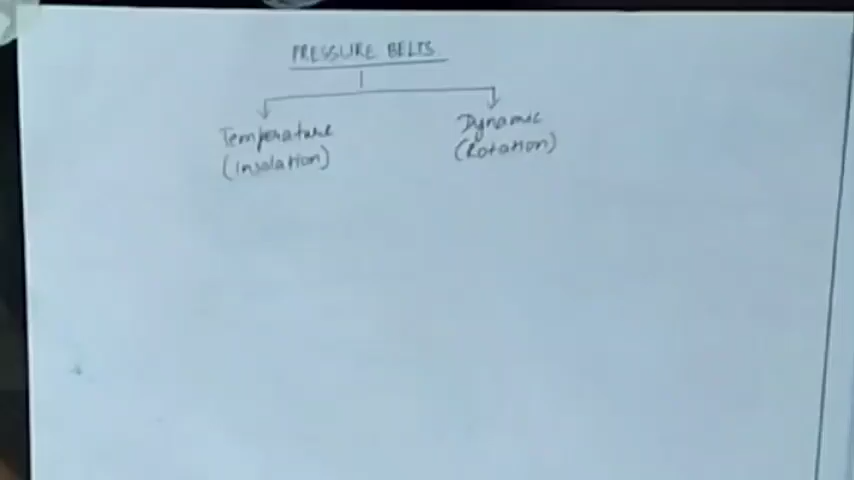 PRESSURE BELTS
Temperature
(Insolation)
Dynamic
(Rotation)